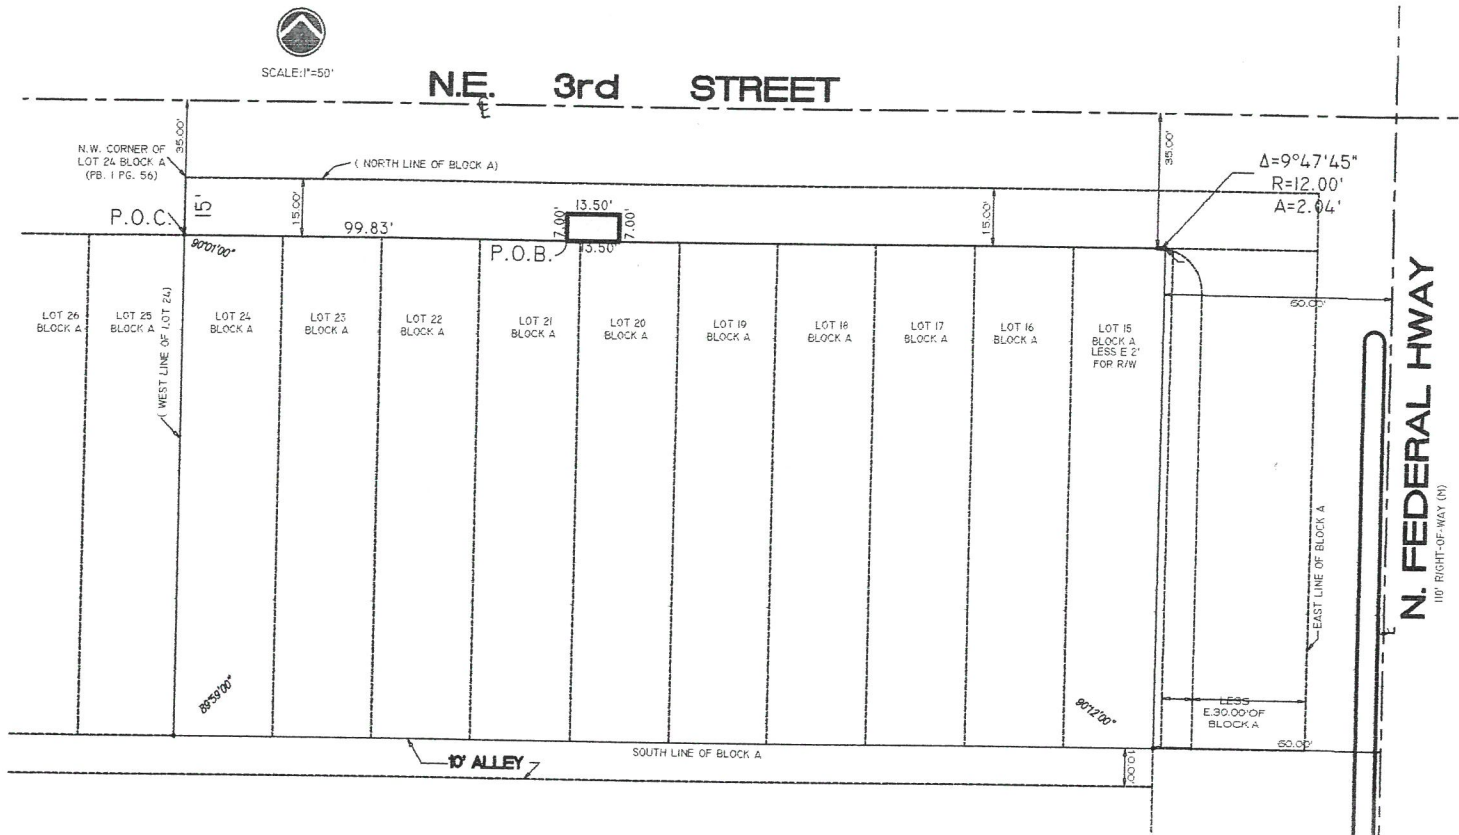 SCALE:1"=50'
N.E. 3rd STREET
℄
35.00'
35.00'
N.W. CORNER OF
LOT 24 BLOCK A
(PB. 1 PG. 56)
( NORTH LINE OF BLOCK A)
Δ=9°47'45"
R=12.00'
A=2.04'
P.O.C.
15'
15.00'
99.83'
13.50'
7.00'
7.00'
13.50'
P.O.B.
15.00'
90°01'00"
60.00'
LOT 26
BLOCK A
LOT 25
BLOCK A
( WEST LINE OF LOT 24)
LOT 24
BLOCK A
LOT 23
BLOCK A
LOT 22
BLOCK A
LOT 21
BLOCK A
LOT 20
BLOCK A
LOT 19
BLOCK A
LOT 18
BLOCK A
LOT 17
BLOCK A
LOT 16
BLOCK A
LOT 15
BLOCK A
LESS E 2'
FOR R/W
N. FEDERAL HWAY
110' RIGHT-OF-WAY (M)
EAST LINE OF BLOCK A
℄
89°59'00"
90°12'00"
LESS
E.30.00'OF
BLOCK A
60.00'
SOUTH LINE OF BLOCK A
10' ALLEY
10.00'